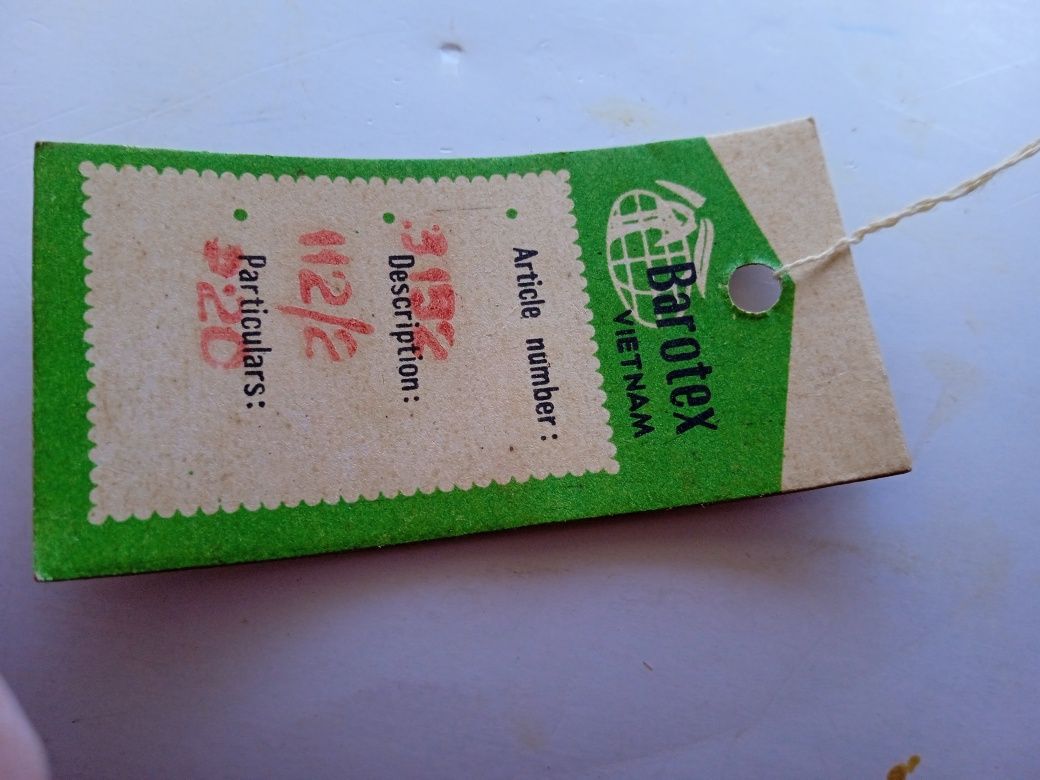 Barotex
VIETNAM
Article number:
Description:
112/2
Particulars:
20